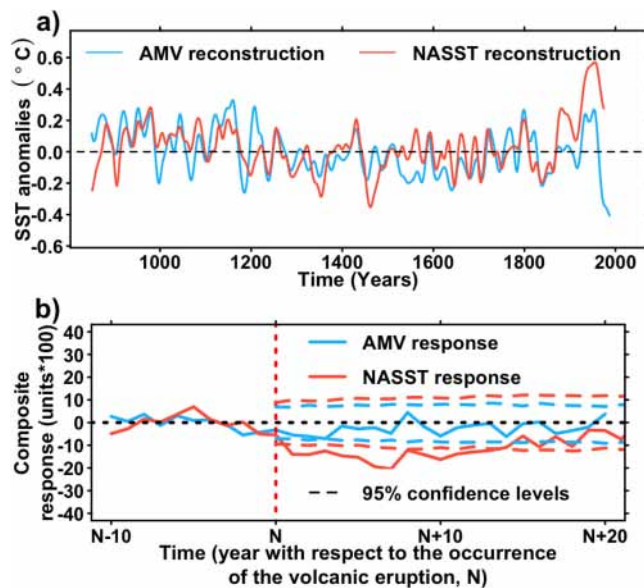 a)
AMV reconstruction NASST reconstruction
SST anomalies (°C)
0.6
0.4
0.2
0.0
-0.2
-0.4
-0.6
1000 1200 1400 1600 1800 2000
Time (Years)
b)
Composite
response (units*100)
40
30
20
10
0
-10
-20
-30
-40
AMV response
NASST response
95% confidence levels
N-10 N N+10 N+20
Time (year with respect to the occurrence
of the volcanic eruption, N)